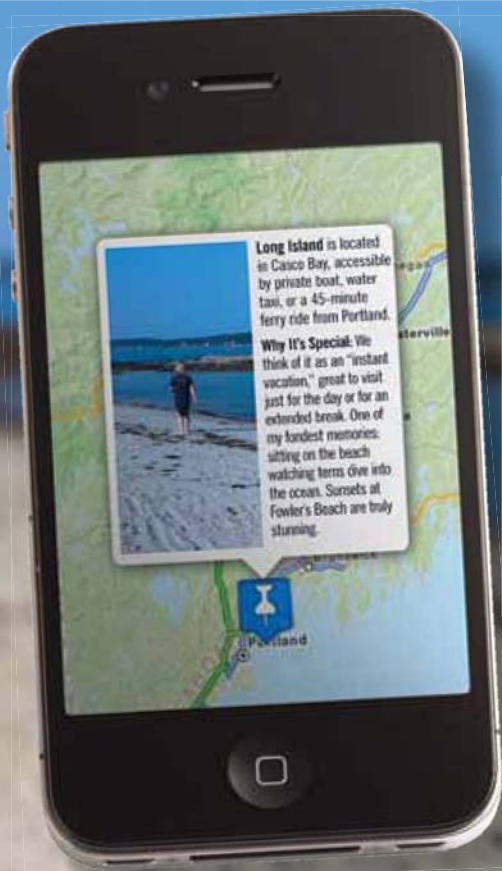 Long Island is located
in Casco Bay, accessible
by private boat, water
taxi, or a 45-minute
ferry ride from Portland.
Why It's Special: We
think of it as an "instant
vacation," great to visit
just for the day or for an
extended break. One of
my fondest memories:
sitting on the beach
watching terns dive into
the ocean. Sunsets at
Fowler's Beach are truly
stunning.
Portland